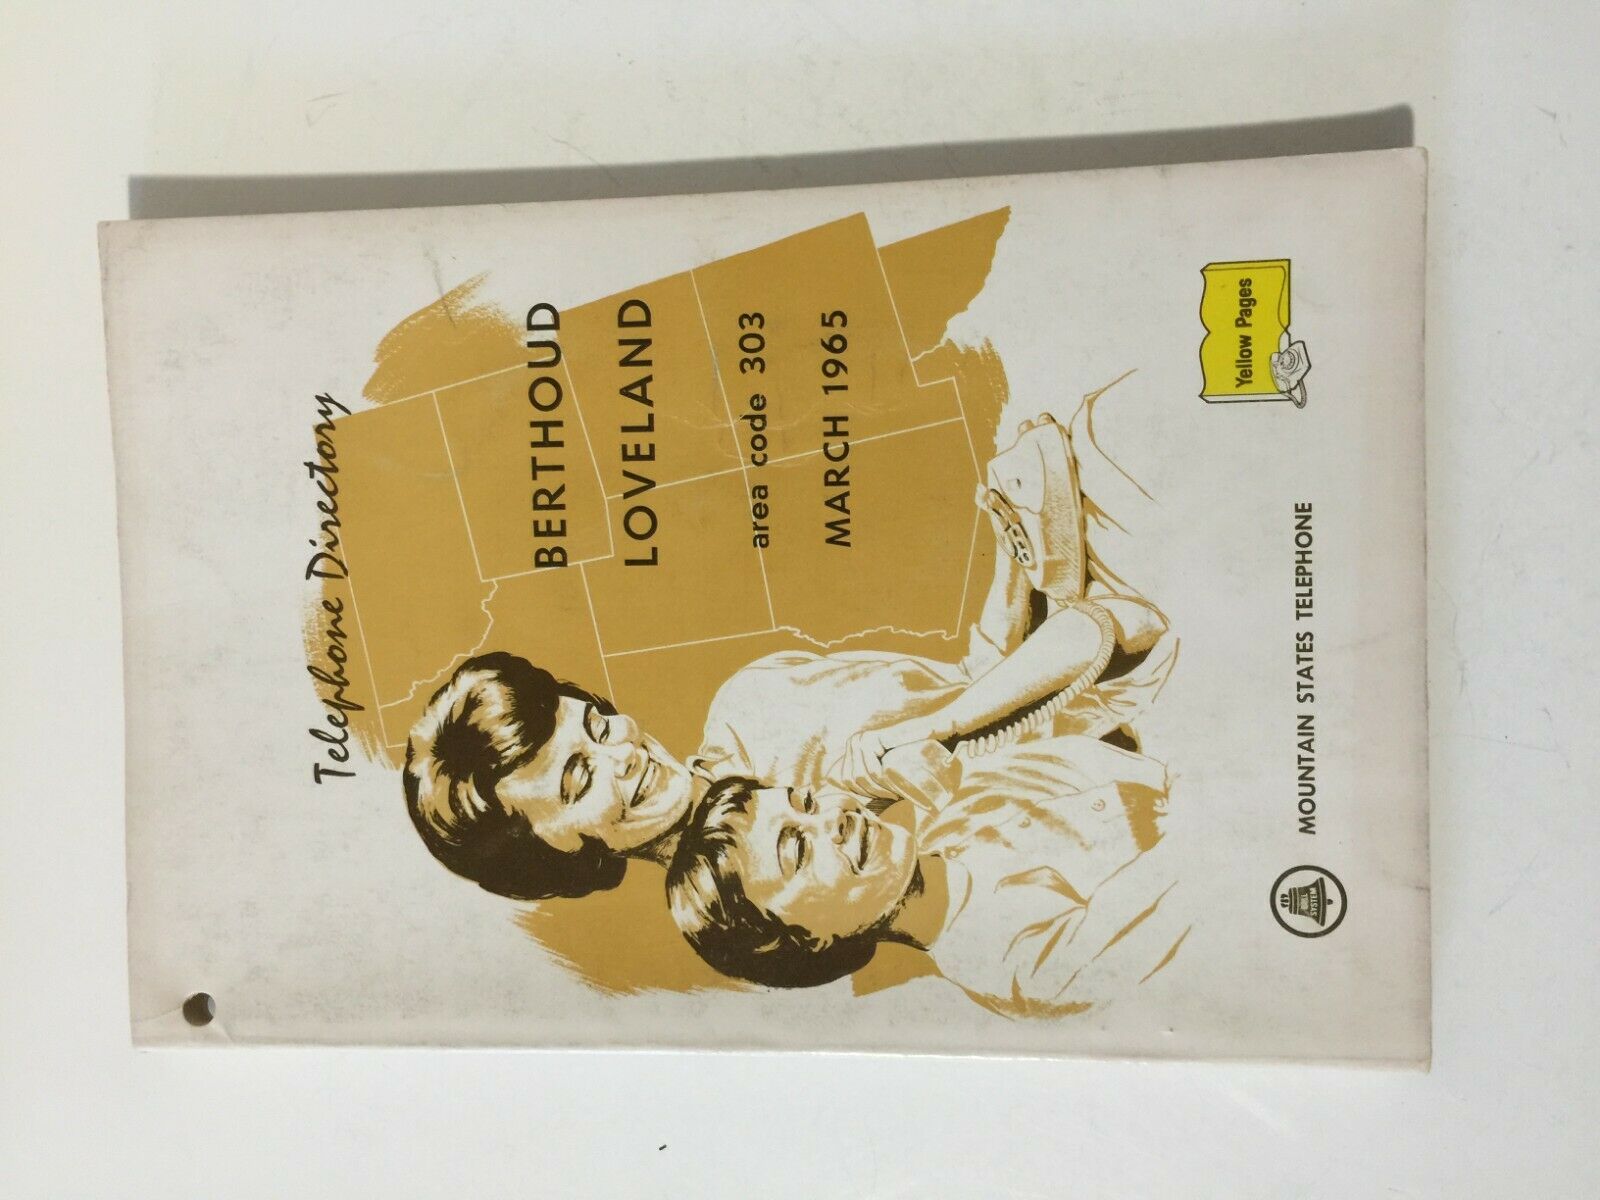 Telephone Directory
BERTHOUD
LOVELAND
area code 303
MARCH 1965
Yellow Pages
BELL
SYSTEM
MOUNTAIN STATES TELEPHONE